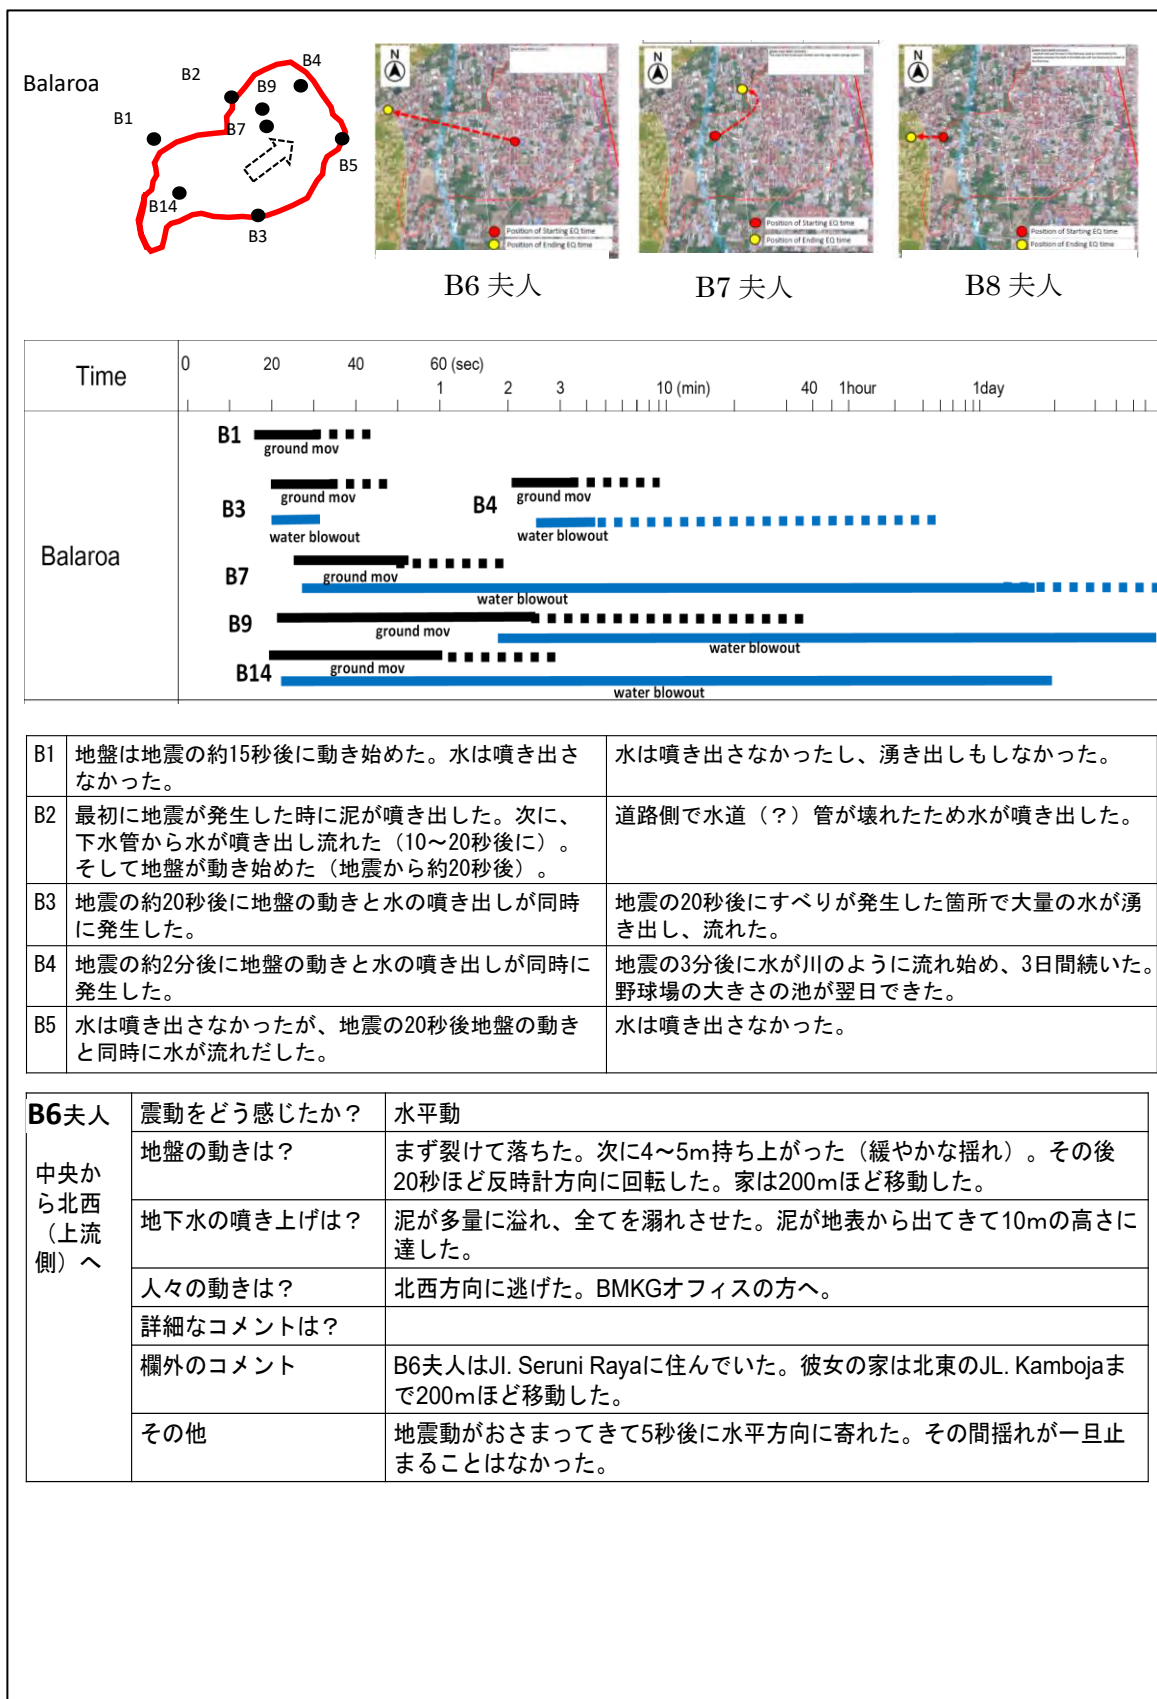 Balaroa
B4
B2
B9
B1
B7
B5
B14
B3
N
Position of Starting EQ time
Position of Ending EQ time
B6 夫人
N
Position of Starting EQ time
Position of Ending EQ time
B7 夫人
N
Position of Starting EQ time
Position of Ending EQ time
B8 夫人
Time
0 20 40 60 (sec)
1 2 3 10 (min) 40 1hour 1day
Balaroa
B1
ground mov
B3
ground mov
water blowout
B4
ground mov
water blowout
B7
ground mov
water blowout
B9
ground mov
water blowout
B14
ground mov
water blowout
B1 地盤は地震の約15秒後に動き始めた。水は噴き出さ
なかった。
水は噴き出さなかったし、湧き出しもしなかった。
B2 最初に地震が発生した時に泥が噴き出した。次に、
下水管から水が噴き出し流れた（10～20秒後に）。
そして地盤が動き始めた（地震から約20秒後）。
道路側で水道（？）管が壊れたため水が噴き出した。
B3 地震の約20秒後に地盤の動きと水の噴き出しが同時
に発生した。
地震の20秒後にすべりが発生した箇所で大量の水が湧
き出し、流れた。
B4 地震の約2分後に地盤の動きと水の噴き出しが同時に
発生した。
地震の3分後に水が川のように流れ始め、3日間続いた。
野球場の大きさの池が翌日できた。
B5 水は噴き出さなかったが、地震の20秒後地盤の動き
と同時に水が流れだした。
水は噴き出さなかった。
B6夫人
中央か
ら北西
（上流
側）へ
震動をどう感じたか？ 水平動
地盤の動きは？ まず裂けて落ちた。次に4～5m持ち上がった（緩やかな揺れ）。その後
20秒ほど反時計方向に回転した。家は200mほど移動した。
地下水の噴き上げは？ 泥が多量に溢れ、全てを溺れさせた。泥が地表から出てきて10mの高さに
達した。
人々の動きは？ 北西方向に逃げた。BMKGオフィスの方へ。
詳細なコメントは？
欄外のコメント B6夫人はJl. Seruni Rayaに住んでいた。彼女の家は北東のJL. Kambojaま
で200mほど移動した。
その他 地震動がおさまってきて5秒後に水平方向に寄れた。その間揺れが一旦止
まることはなかった。